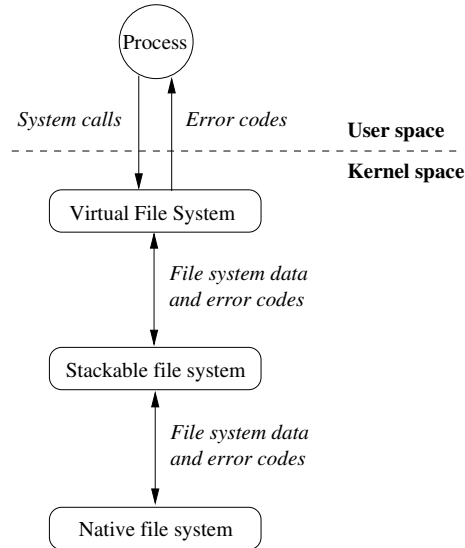 Process
System calls
Error codes
User space
Kernel space
Virtual File System
File system data
and error codes
Stackable file system
File system data
and error codes
Native file system